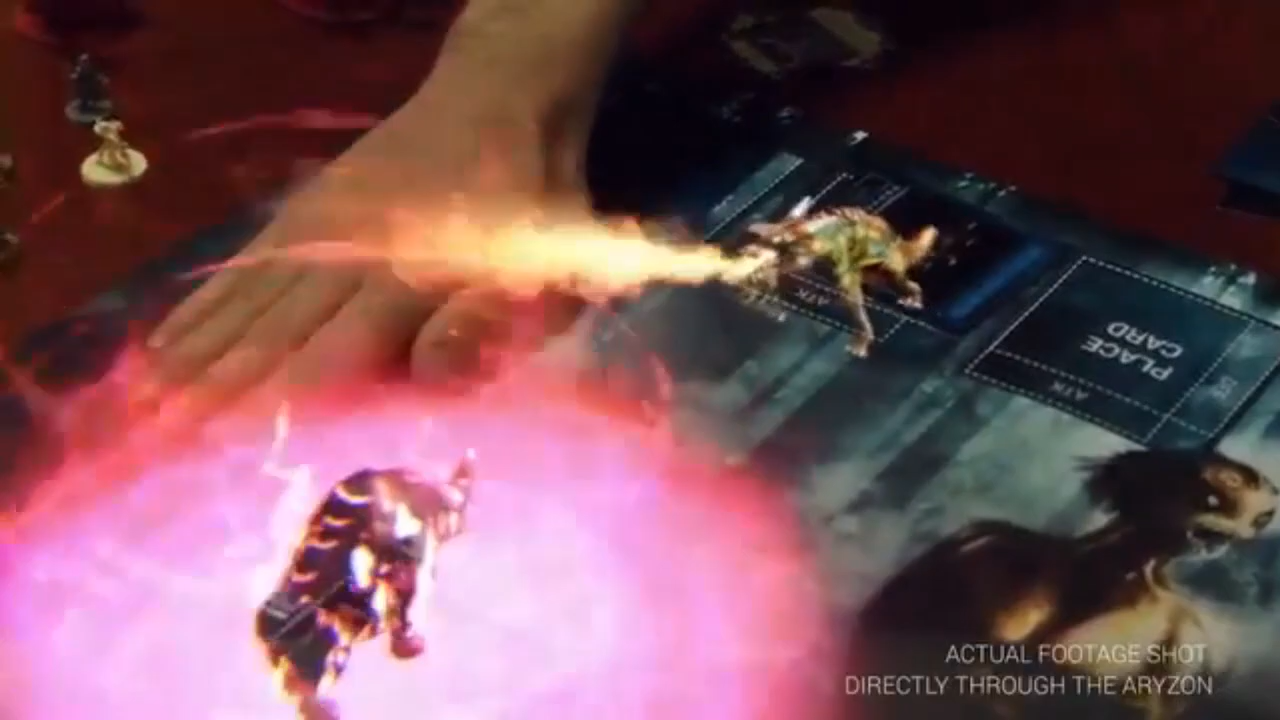 ATK
PLACE
CARD
ATK
ACTUAL FOOTAGE SHOT
DIRECTLY THROUGH THE ARYZON